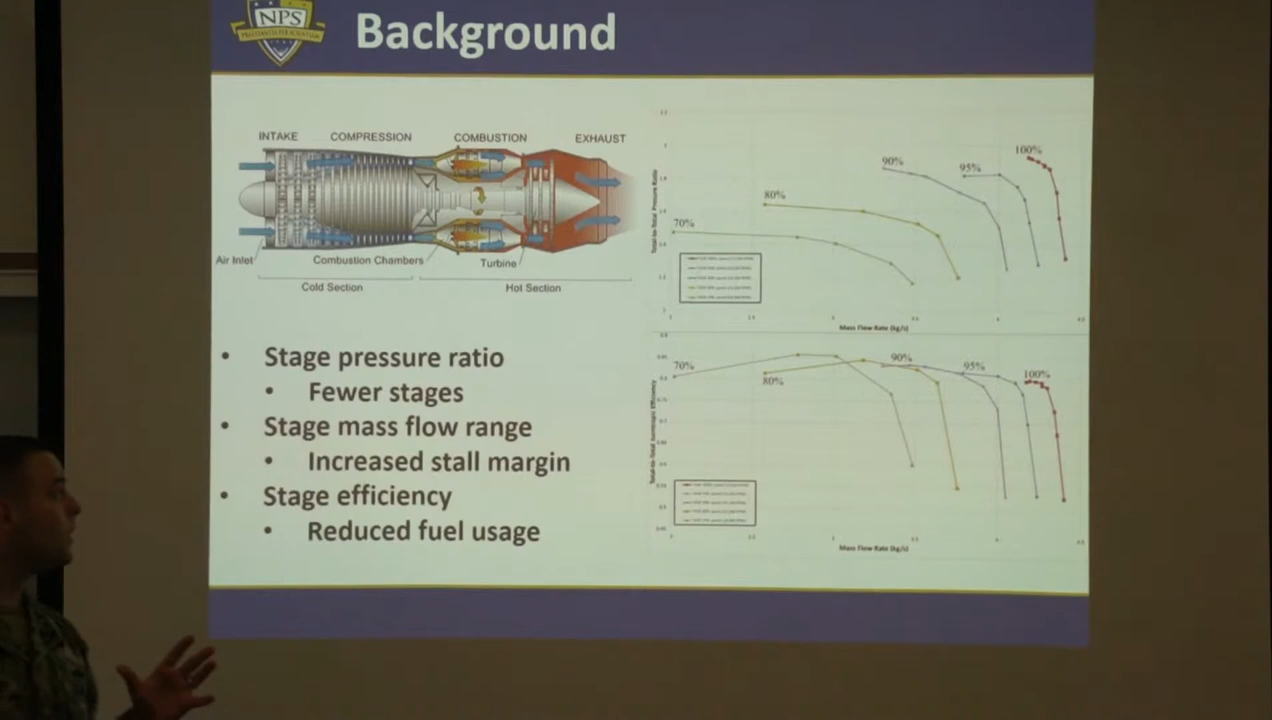 NPS
Background
INTAKE COMPRESSION COMBUSTION EXHAUST
Air Inlet
Combustion Chambers
Turbine
Cold Section
Hot Section
• Stage pressure ratio
• Fewer stages
• Stage mass flow range
• Increased stall margin
• Stage efficiency
• Reduced fuel usage
Total-to-Total Pressure Ratio
70%
80%
90%
95%
100%
Mass Flow Rate (kg/s)
Total-to-Total Isentropic Efficiency
70%
80%
90%
95%
100%
Mass Flow Rate (kg/s)